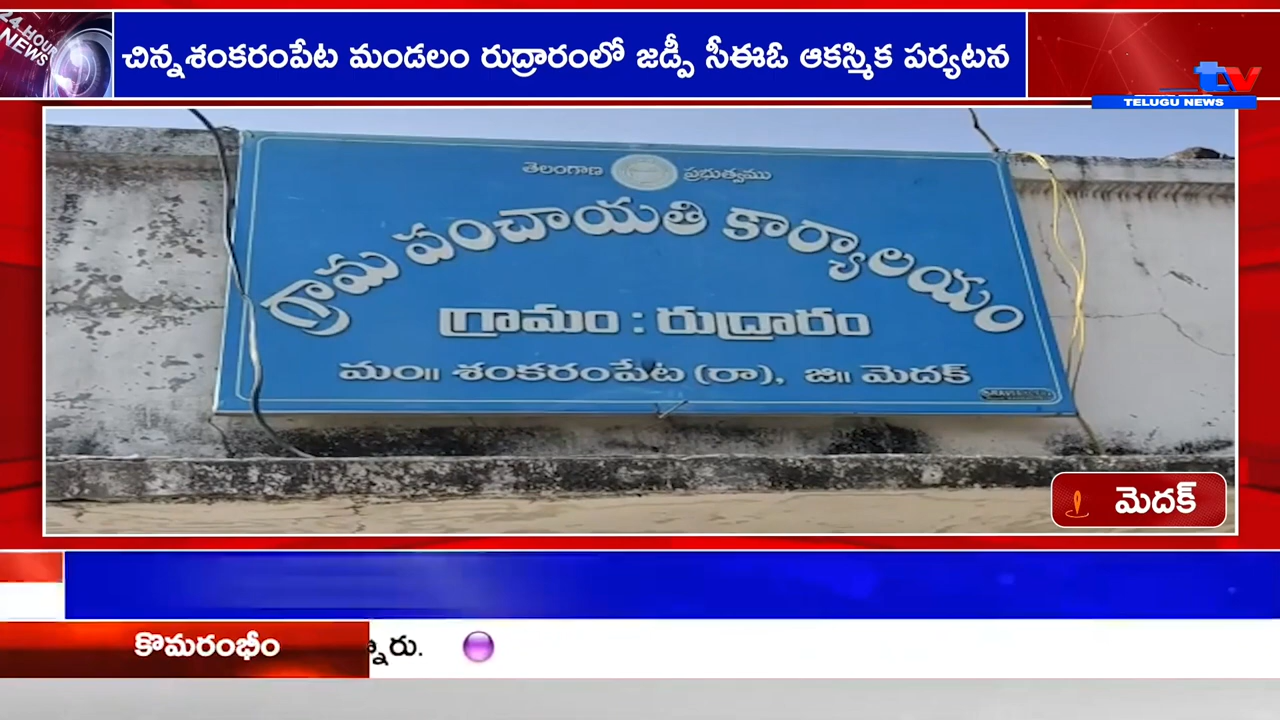 24 HOUR
NEWS
చిన్నశంకరంపేట మండలం రుద్రారంలో జడ్పీ సీఈఓ ఆకస్మిక పర్యటన
tv
TELUGU NEWS
తెలంగాణ ప్రభుత్వము
గ్రామ పంచాయతి కార్యాలయం
గ్రామం : రుద్రారం
మం॥ శంకరంపేట (రా), జి॥ మెదక్
మెదక్
కొమరంభీం
న్నారు.